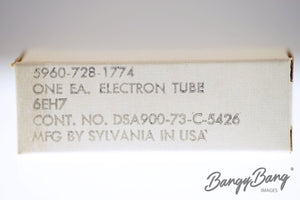 5960-728-1774
ONE EA. ELECTRON TUBE
6EH7
CONT. NO. DSA900-73-C-5426
MFG BY SYLVANIA IN USA
BangyBang
IMAGES